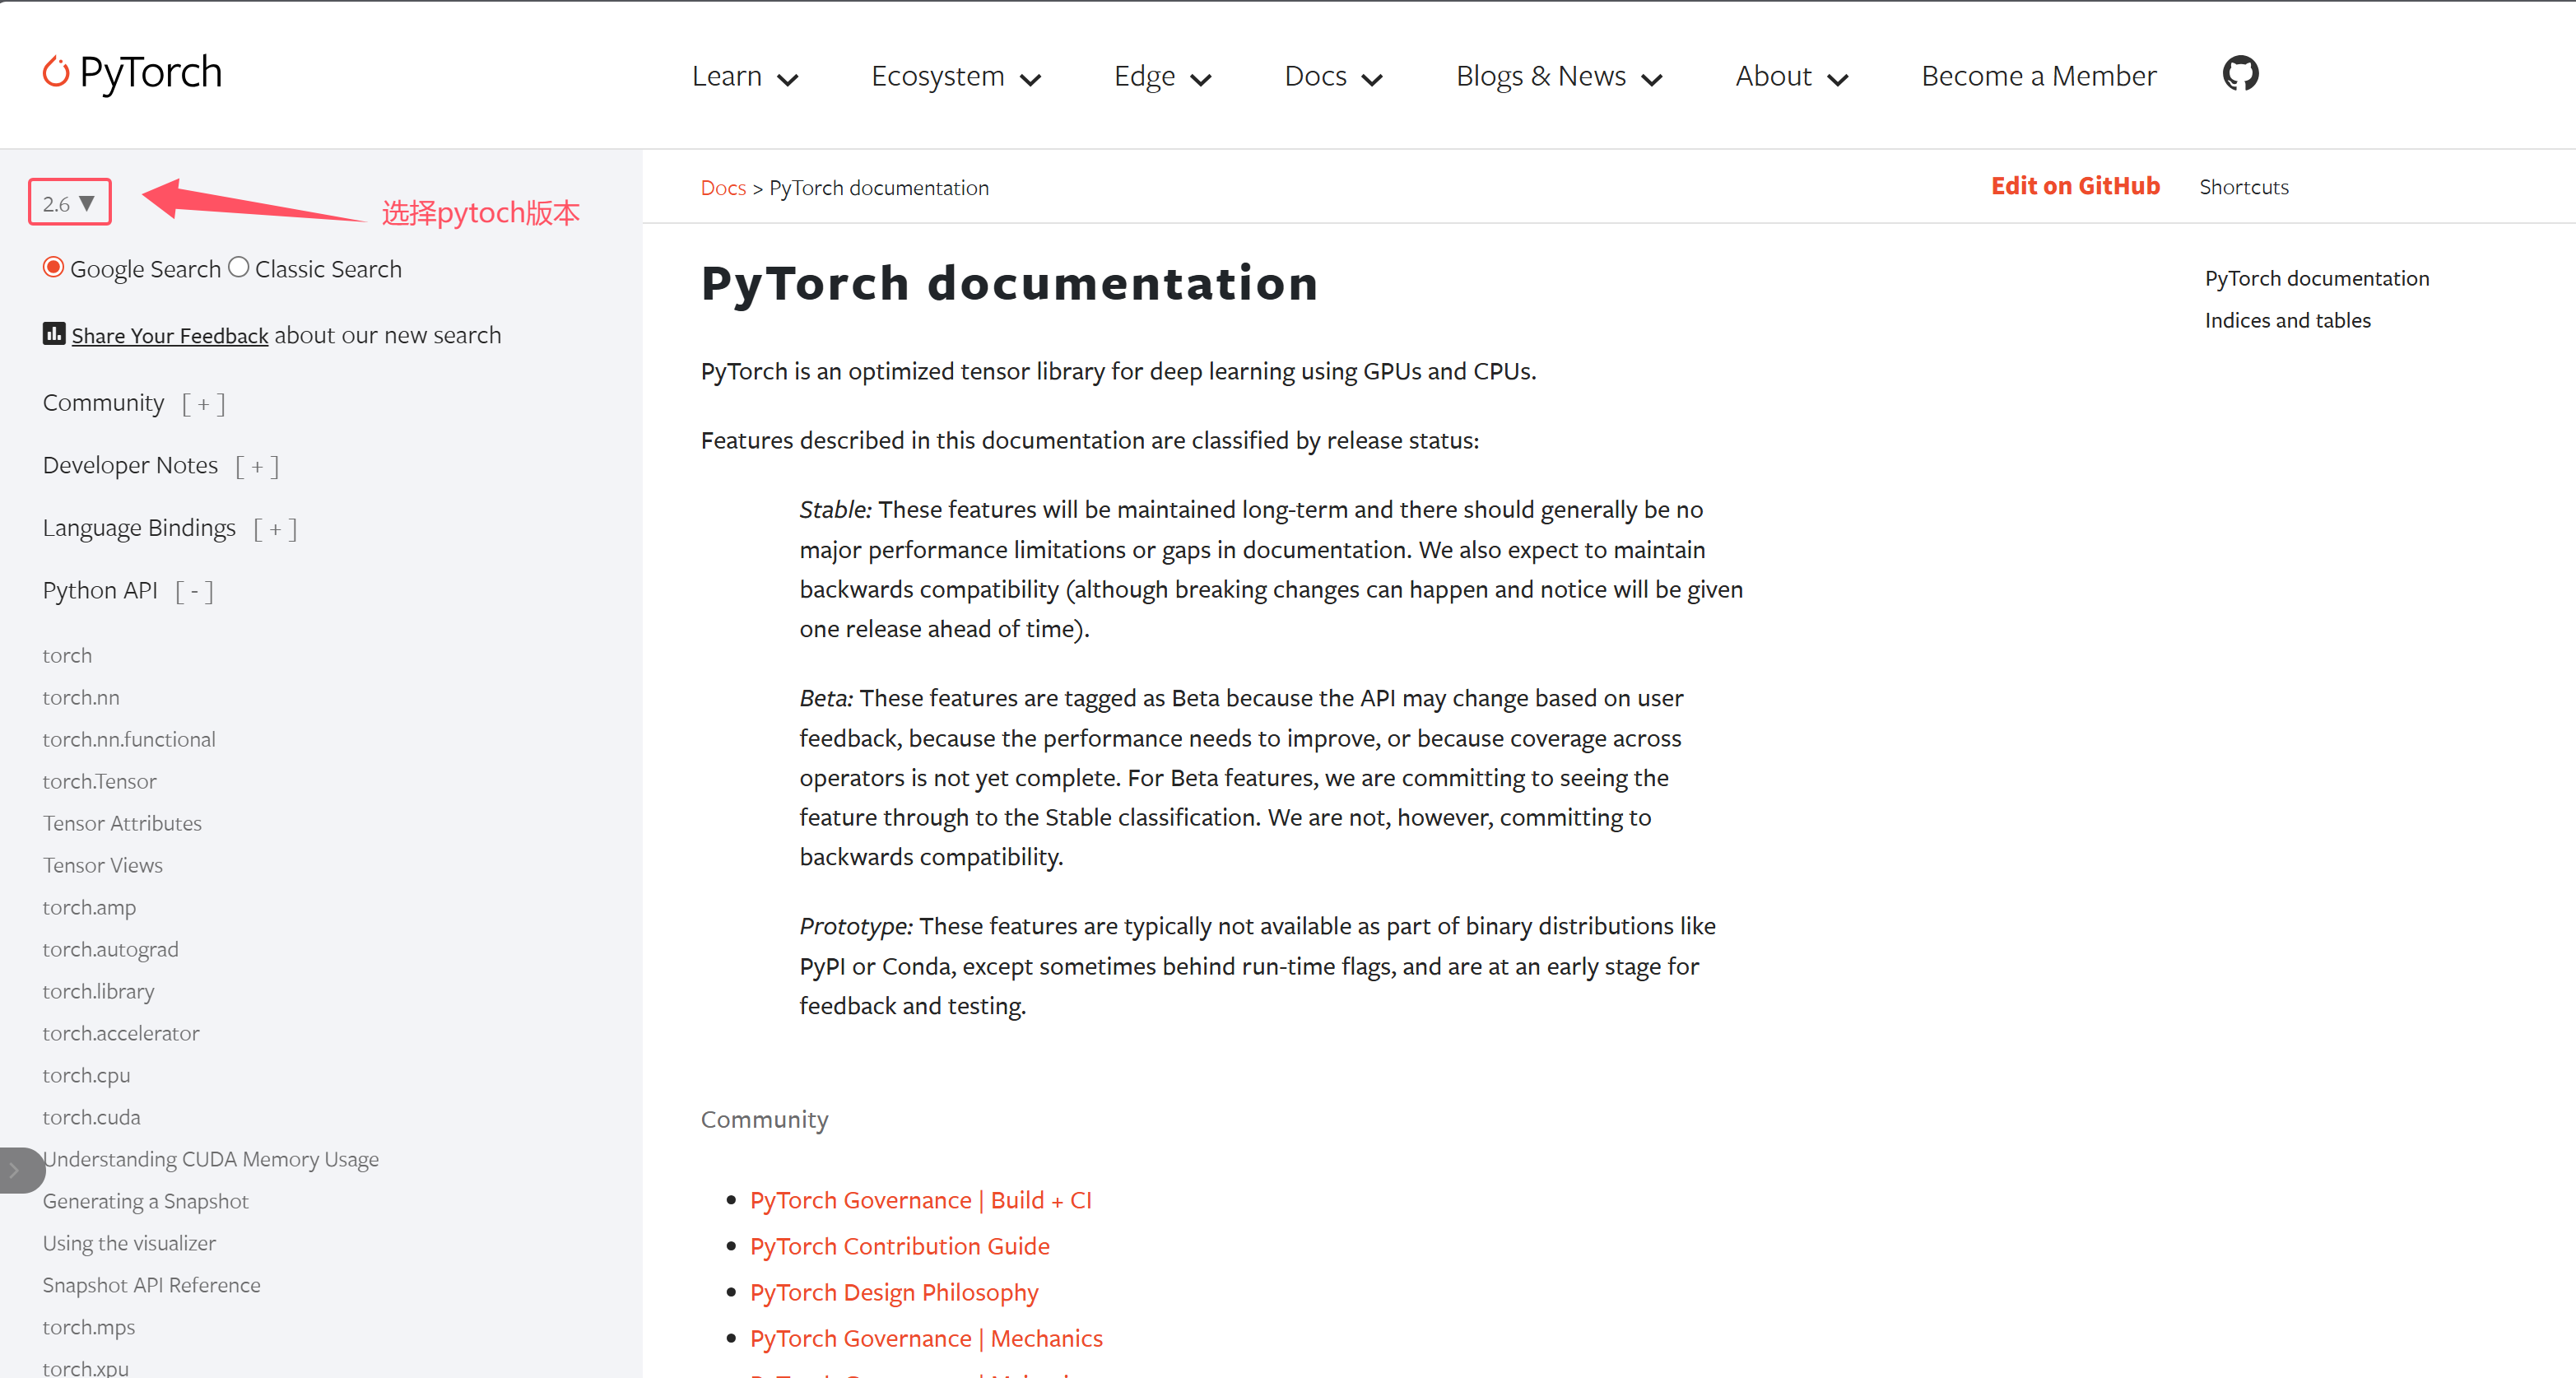 PyTorch
Learn
Ecosystem
Edge
Docs
Blogs & News
About
Become a Member
2.6 ▼
选择pytoch版本
Google Search
Classic Search
Share Your Feedback about our new search
Community [ + ]
Developer Notes [ + ]
Language Bindings [ + ]
Python API [ - ]
torch
torch.nn
torch.nn.functional
torch.Tensor
Tensor Attributes
Tensor Views
torch.amp
torch.autograd
torch.library
torch.accelerator
torch.cpu
torch.cuda
Understanding CUDA Memory Usage
Generating a Snapshot
Using the visualizer
Snapshot API Reference
torch.mps
torch.xpu
Docs > PyTorch documentation
Edit on GitHub
Shortcuts
PyTorch documentation
PyTorch is an optimized tensor library for deep learning using GPUs and CPUs.
Features described in this documentation are classified by release status:
Stable: These features will be maintained long-term and there should generally be no
major performance limitations or gaps in documentation. We also expect to maintain
backwards compatibility (although breaking changes can happen and notice will be given
one release ahead of time).
Beta: These features are tagged as Beta because the API may change based on user
feedback, because the performance needs to improve, or because coverage across
operators is not yet complete. For Beta features, we are committing to seeing the
feature through to the Stable classification. We are not, however, committing to
backwards compatibility.
Prototype: These features are typically not available as part of binary distributions like
PyPI or Conda, except sometimes behind run-time flags, and are at an early stage for
feedback and testing.
Community
PyTorch Governance | Build + CI
PyTorch Contribution Guide
PyTorch Design Philosophy
PyTorch Governance | Mechanics
PyTorch documentation
Indices and tables